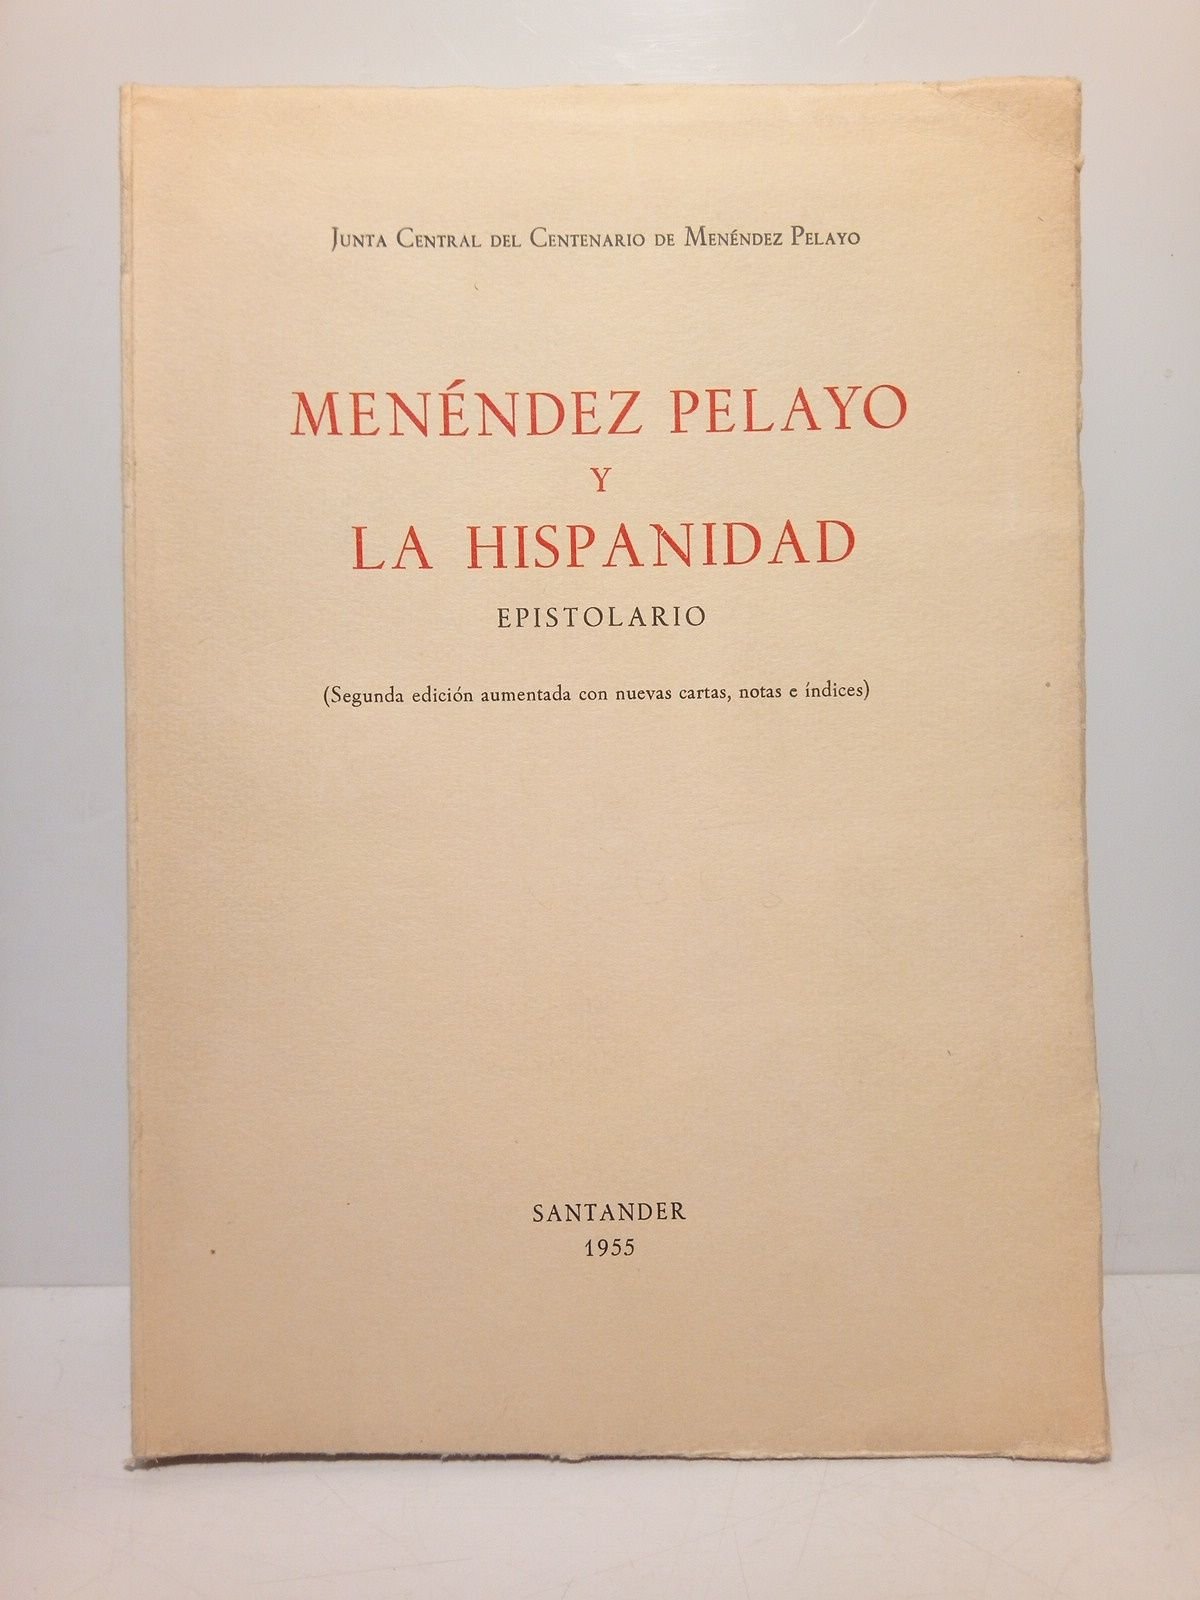 Junta Central del Centenario de Menéndez Pelayo
MENÉNDEZ PELAYO
Y
LA HISPANIDAD
EPISTOLARIO
(Segunda edición aumentada con nuevas cartas, notas e índices)
SANTANDER
1955